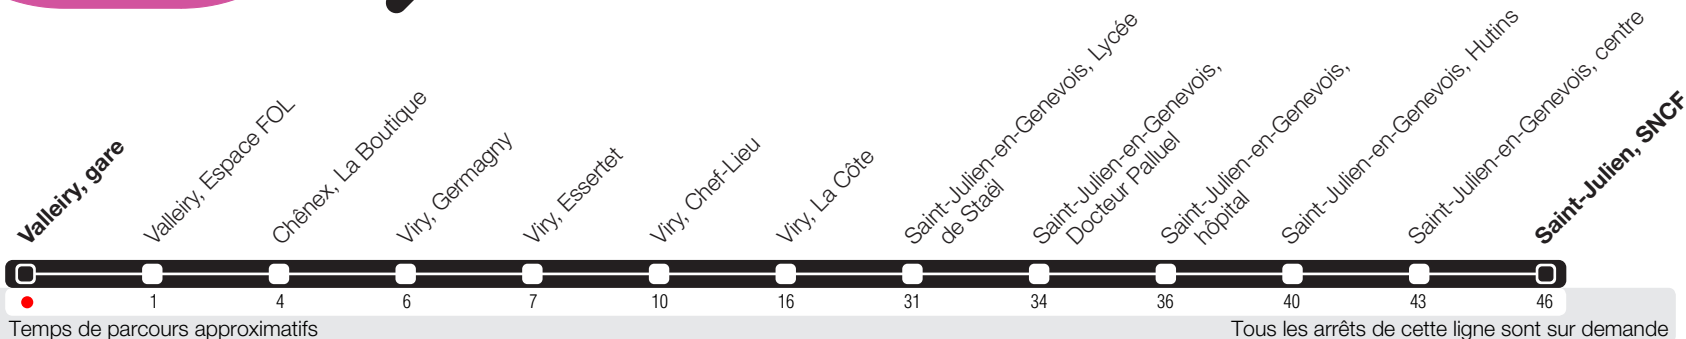 Valleiry, gare
Valleiry, Espace FOL
Chênex, La Boutique
Viry, Germagny
Viry, Essertet
Viry, Chef-Lieu
Viry, La Côte
Saint-Julien-en-Genevois, Lycée
de Staël
Saint-Julien-en-Genevois,
Docteur Palluel
Saint-Julien-en-Genevois,
hôpital
Saint-Julien-en-Genevois, Hutins
Saint-Julien-en-Genevois, centre
Saint-Julien, SNCF
1 4 6 7 10 16 31 34 36 40 43 46
Temps de parcours approximatifs
Tous les arrêts de cette ligne sont sur demande